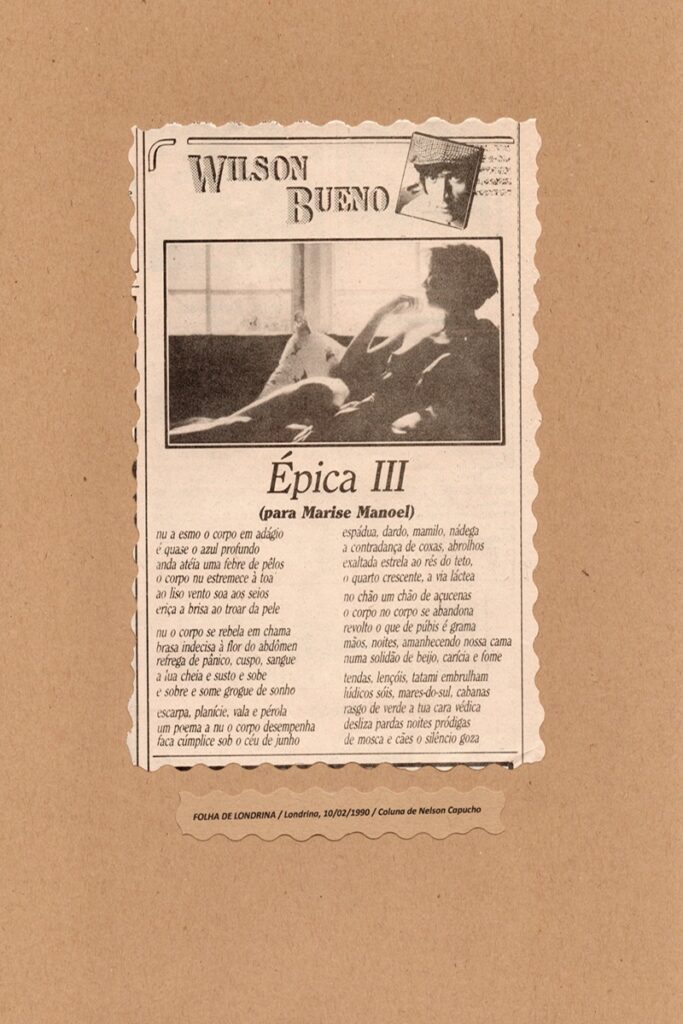 WILSON
BUENO
Épica III
(para Marise Manoel)
nu a esmo o corpo em adágio
é quase o azul profundo
anda atéia uma febre de pêlos
o corpo nu estremece à toa
ao liso vento soa aos seios
eriça a brisa ao troar da pele
nu o corpo se rebela em chama
brasa indecisa à flor do abdômen
refrega de pânico, cuspo, sangue
a lua cheia e susto e sobe
e sobre e some grogue de sonho
escarpa, planície, vala e pérola
um poema a nu o corpo desempenha
faca cúmplice sob o céu de junho
espádua, dardo, mamilo, nádega
a contradança de coxas, abrolhos
exaltada estrela ao rés do teto,
o quarto crescente, a via láctea
no chão um chão de açucenas
o corpo no corpo se abandona
revolto o que de púbis é grama
mãos, noites, amanhecendo nossa cama
numa solidão de beijo, carícia e fome
tendas, lençóis, tatami embrulham
lúdicos sóis, mares-do-sul, cabanas
rasgo de verde a tua cara védica
desliza pardas noites pródigas
de mosca e cães o silêncio goza
FOLHA DE LONDRINA / Londrina, 10/02/1990 / Coluna de Nelson Capucho